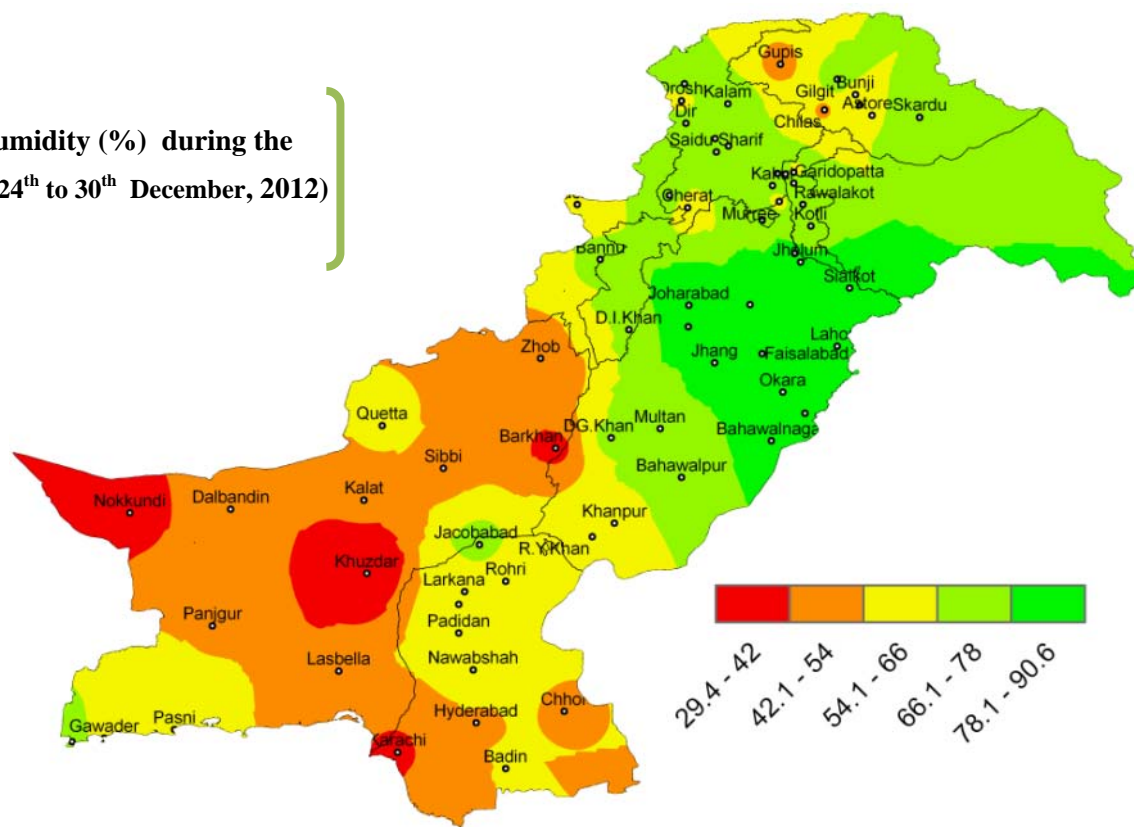 umidity (%) during the
24th to 30th December, 2012)
Gupis
Bunji
Gilgit
Astore
Skardu
Chilas
Drosh
Kalam
Dir
Saidu Sharif
Garidopatta
Rawalakot
Cherat
Murree
Kotli
Bannu
Jhelum
Sialkot
Joharabad
D.I.Khan
Laho
Zhob
Jhang
Faisalabad
Okara
Quetta
DG.Khan
Multan
Barkhan
Bahawalnaga
Sibbi
Bahawalpur
Nokkundi
Dalbandin
Kalat
Khanpur
Jacobabad
R.Y.Khan
Khuzdar
Rohri
Larkana
Panjgur
Padidan
Lasbella
Nawabshah
Chhor
Hyderabad
Gawader
Pasni
Karachi
Badin
29.4 - 42
42.1 - 54
54.1 - 66
66.1 - 78
78.1 - 90.6